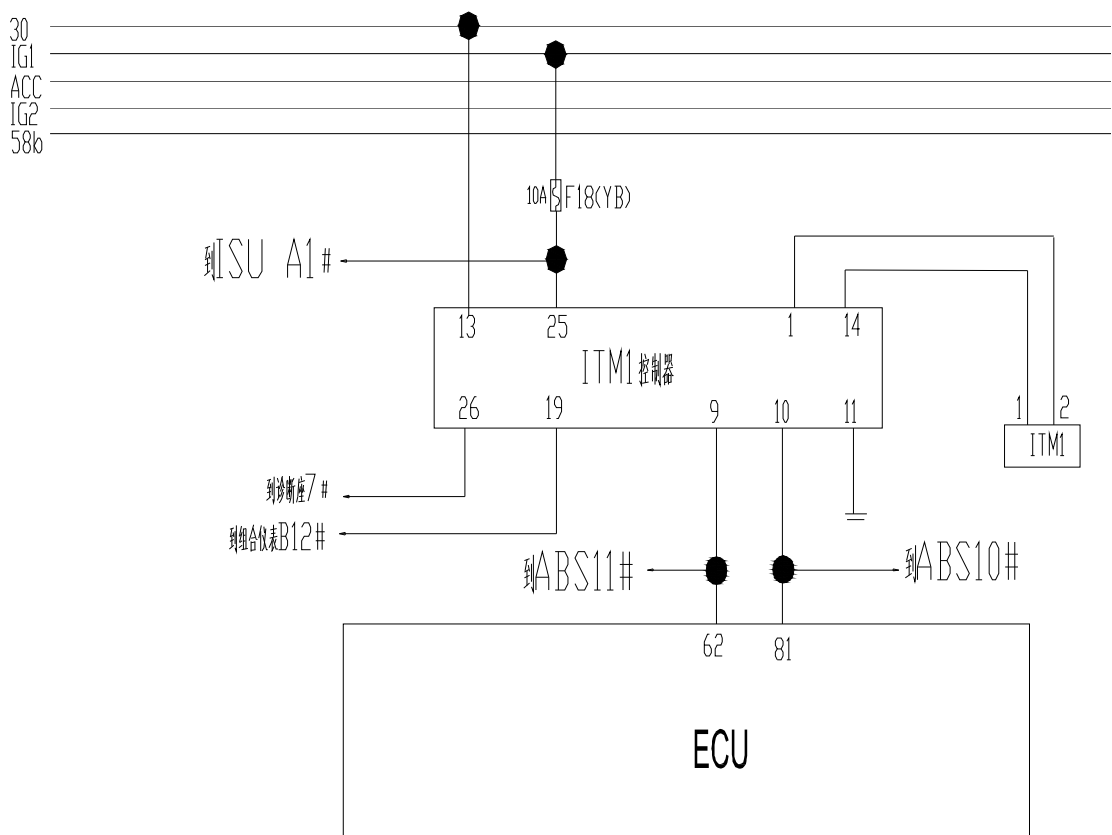 30
IG1
ACC
IG2
58b
10A F18(YB)
到ISU A1#
13 25 1 14
ITM1控制器
26 19 9 10 11
1 2
ITM1
到诊断座7#
到组合仪表B12#
到ABS11# 到ABS10#
62 81
ECU